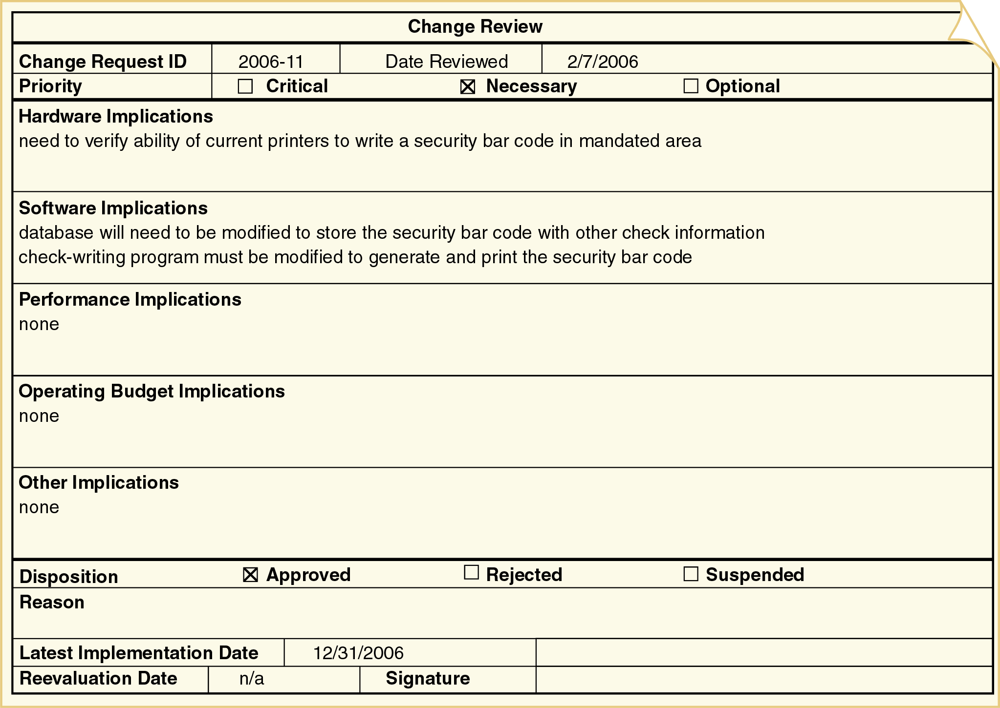 Change Review
Change Request ID 2006-11 Date Reviewed 2/7/2006
Priority Critical Necessary Optional
Hardware Implications
need to verify ability of current printers to write a security bar code in mandated area
Software Implications
database will need to be modified to store the security bar code with other check information
check-writing program must be modified to generate and print the security bar code
Performance Implications
none
Operating Budget Implications
none
Other Implications
none
Disposition Approved Rejected Suspended
Reason
Latest Implementation Date 12/31/2006
Reevaluation Date n/a Signature